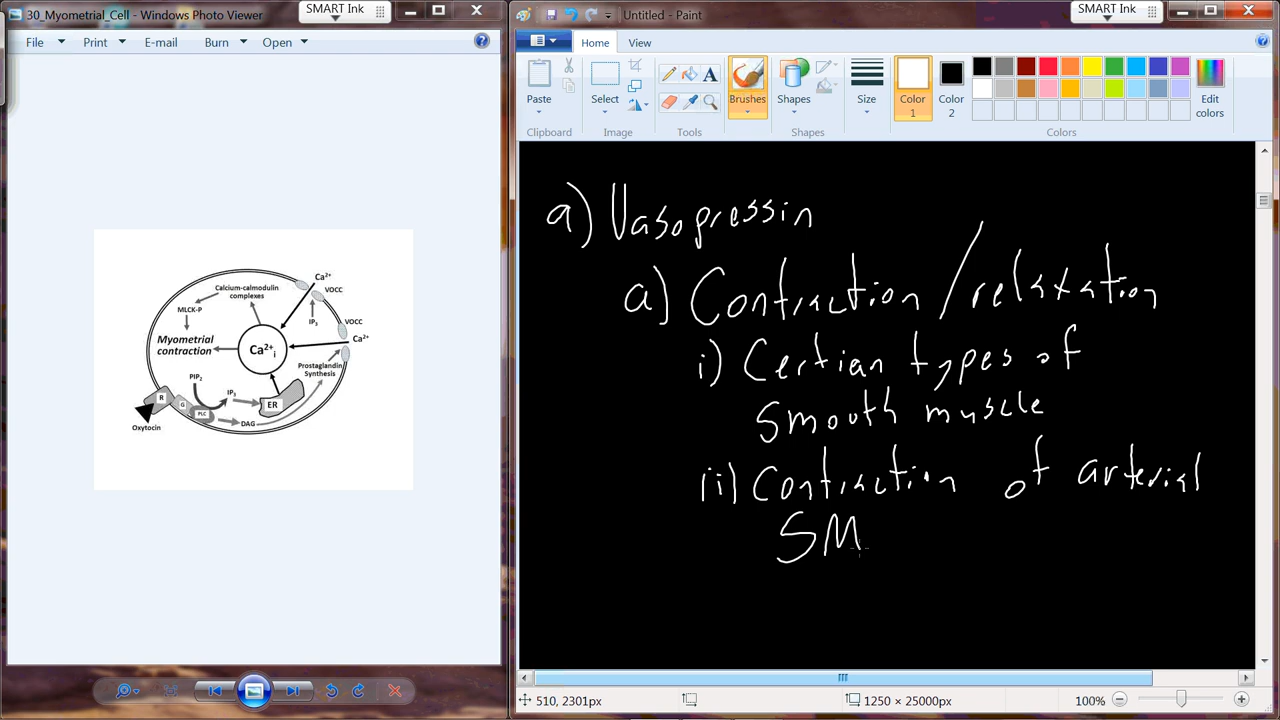 30_Myometrial_Cell - Windows Photo Viewer
SMART Ink
File
Print
E-mail
Burn
Open
Ca²⁺
Calcium-calmodulin
complexes
VOCC
MLCK-P
IP₃
VOCC
Myometrial
contraction
Ca²⁺ᵢ
Ca²⁺
Prostaglandin
Synthesis
PIP₂
IP₃
R
G
PLC
ER
DAG
Oxytocin
Untitled - Paint
SMART Ink
Home
View
Paste
Select
Brushes
Shapes
Size
Color
1
Color
2
Edit
colors
Clipboard
Image
Tools
Shapes
Colors
a) Vasopressin
a) Contraction/relaxation
i) Certian types of
smooth muscle
ii) Contraction of arterial
SM
510, 2301px
1250 × 25000px
100%